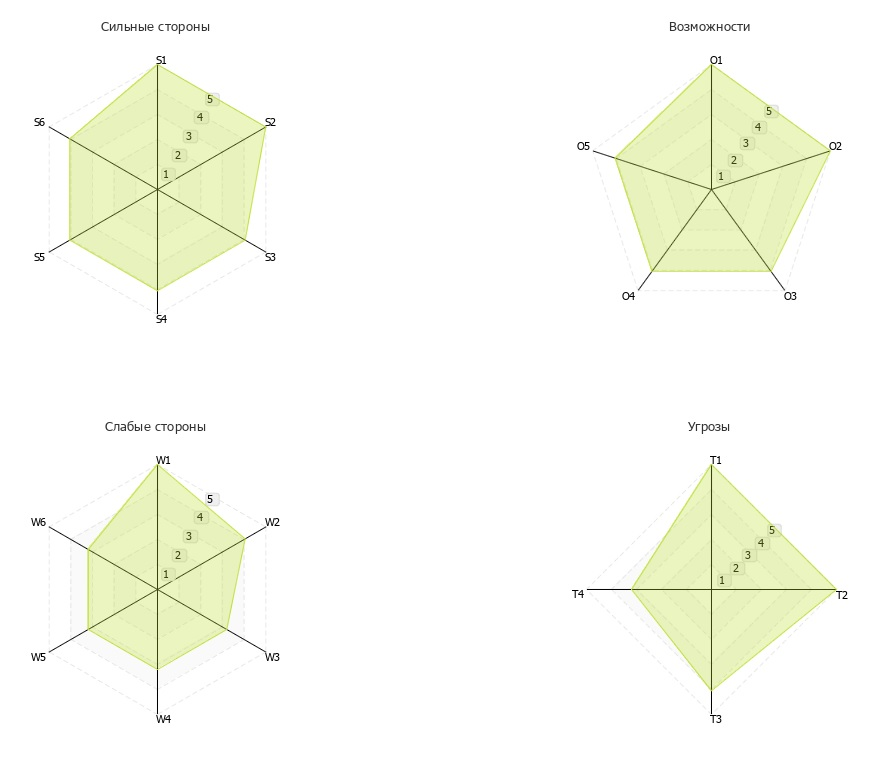 Сильные стороны
S1
S2
S3
S4
S5
S6
5
4
3
2
1
Возможности
O1
O2
O3
O4
O5
5
4
3
2
1
Слабые стороны
W1
W2
W3
W4
W5
W6
5
4
3
2
1
Угрозы
T1
T2
T3
T4
5
4
3
2
1